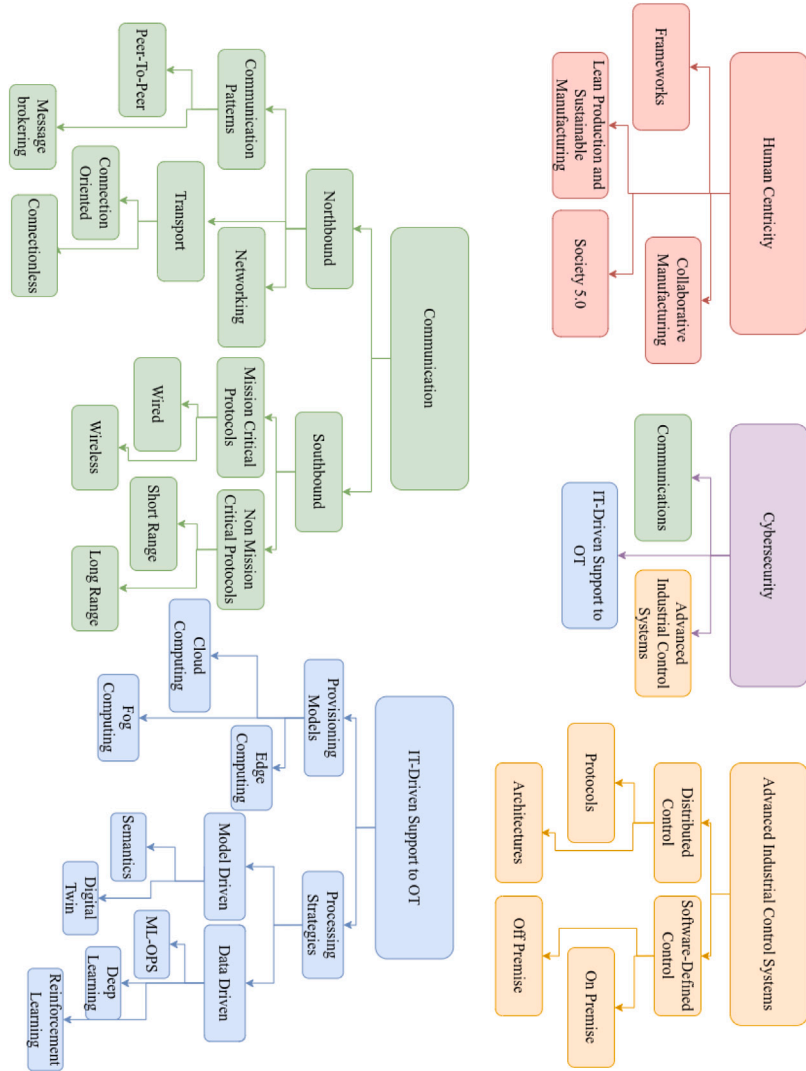 Human Centricity
Frameworks
Lean Production and
Sustainable
Manufacturing
Society 5.0
Collaborative
Manufacturing
Cybersecurity
Communications
IT-Driven Support to
OT
Advanced
Industrial Control
Systems
Advanced Industrial Control Systems
Distributed
Control
Protocols
Architectures
Software-Defined
Control
Off Premise
On Premise
Communication
Northbound
Communication
Patterns
Peer-To-Peer
Message
brokering
Transport
Connection
Oriented
Connectionless
Networking
Southbound
Mission Critical
Protocols
Wired
Wireless
Non Mission
Critical Protocols
Short Range
Long Range
IT-Driven Support to OT
Provisioning
Models
Cloud
Computing
Fog
Computing
Edge
Computing
Processing
Strategies
Model Driven
Semantics
Digital
Twin
Data Driven
ML-OPS
Deep
Learning
Reinforcement
Learning